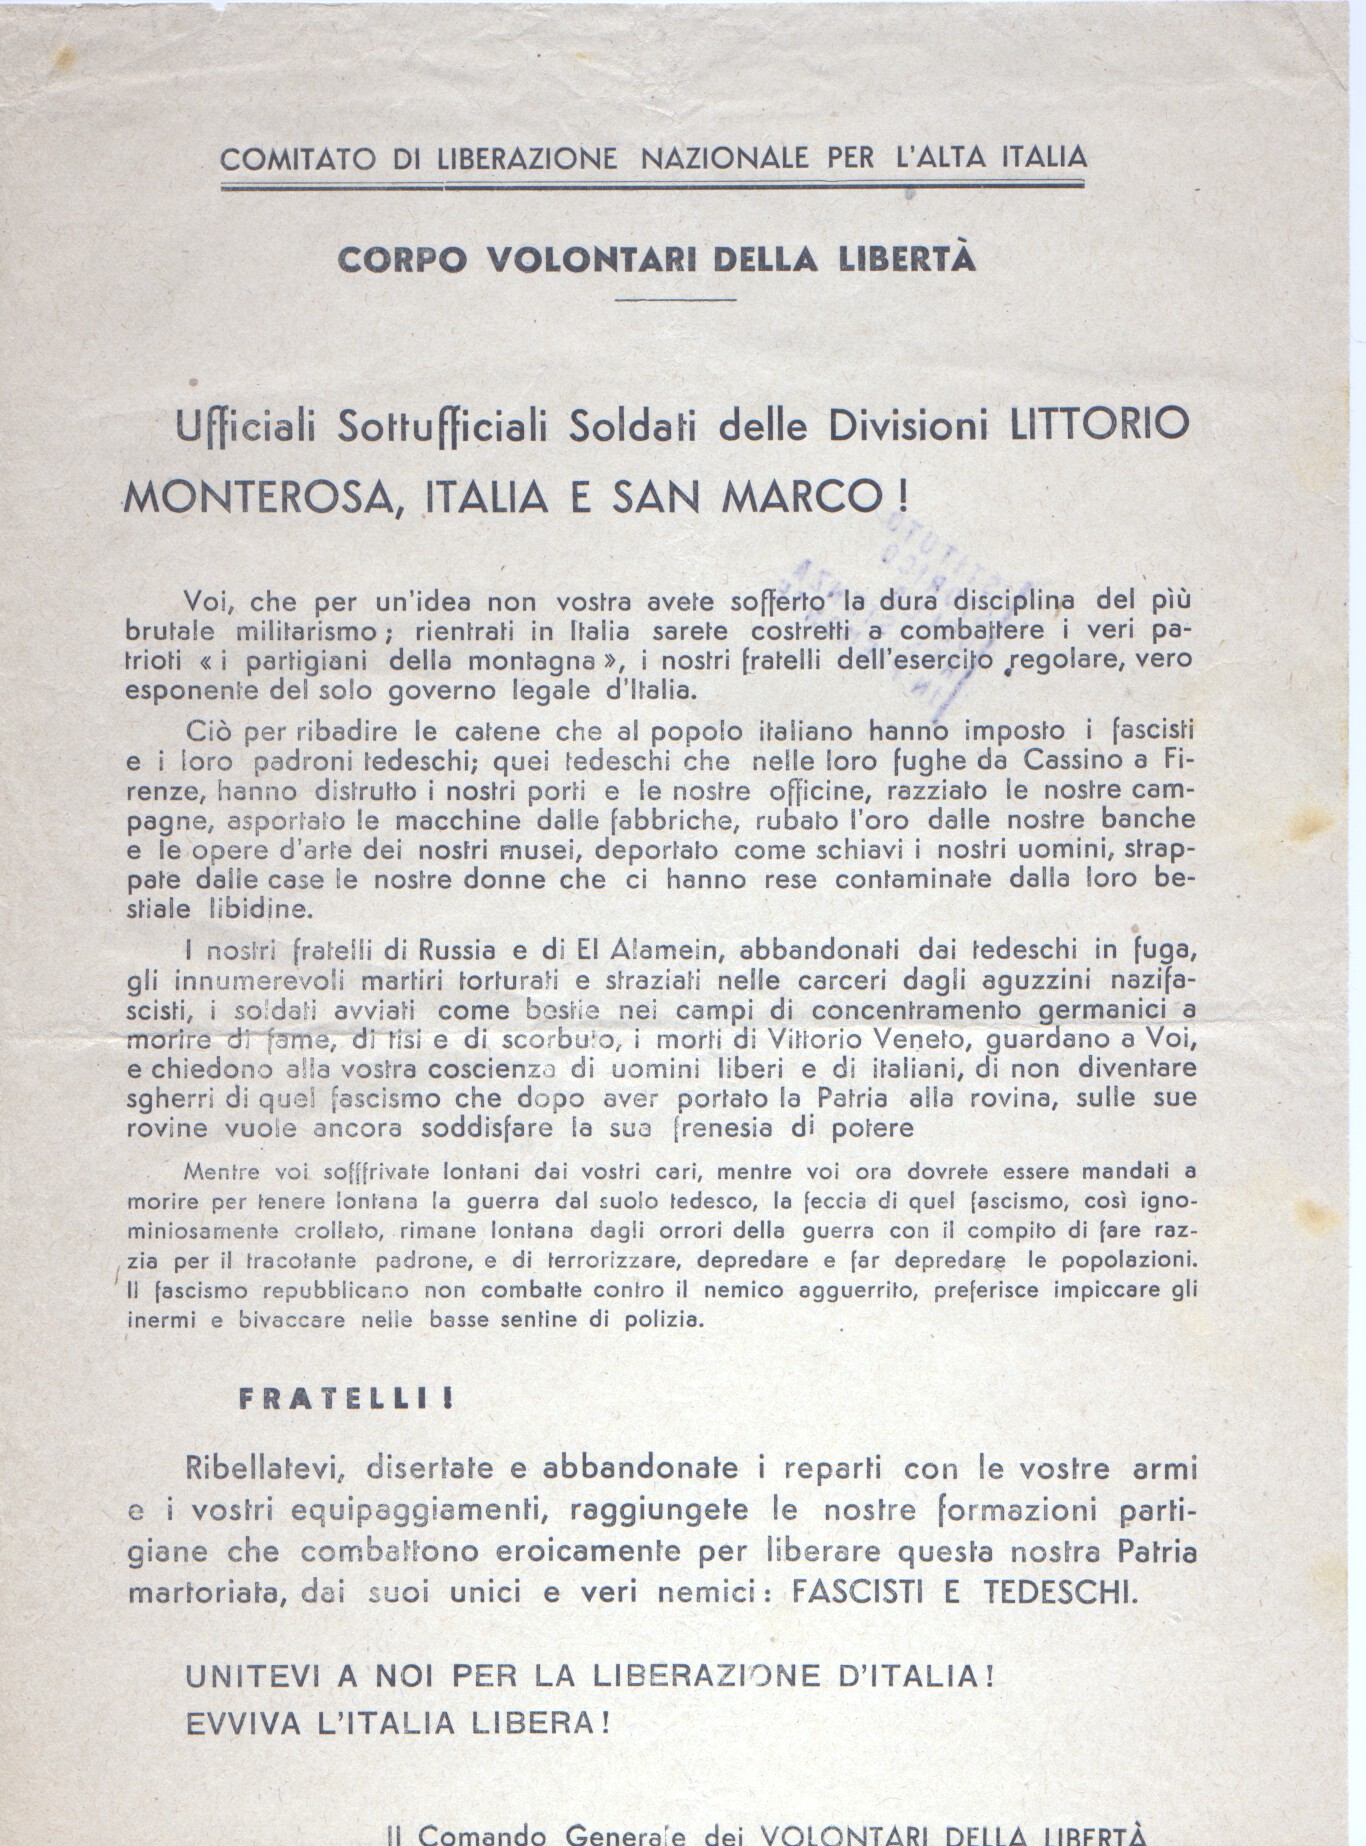 COMITATO DI LIBERAZIONE NAZIONALE PER L'ALTA ITALIA
CORPO VOLONTARI DELLA LIBERTÀ
Ufficiali Sottufficiali Soldati delle Divisioni LITTORIO
MONTEROSA, ITALIA E SAN MARCO !
Voi, che per un'idea non vostra avete sofferto la dura disciplina del più
brutale militarismo ; rientrati in Italia sarete costretti a combattere i veri pa-
trioti « i partigiani della montagna », i nostri fratelli dell'esercito regolare, vero
esponente del solo governo legale d'Italia.
Ciò per ribadire le catene che al popolo italiano hanno imposto i fascisti
e i loro padroni tedeschi; quei tedeschi che nelle loro fughe da Cassino a Fi-
renze, hanno distrutto i nostri porti e le nostre officine, razziato le nostre cam-
pagne, asportato le macchine dalle fabbriche, rubato l'oro dalle nostre banche
e le opere d'arte dei nostri musei, deportato come schiavi i nostri uomini, strap-
pate dalle case le nostre donne che ci hanno rese contaminate dalla loro be-
stiale libidine.
I nostri fratelli di Russia e di El Alamein, abbandonati dai tedeschi in fuga,
gli innumerevoli martiri torturati e straziati nelle carceri dagli aguzzini nazifa-
scisti, i soldati avviati come bestie nei campi di concentramento germanici a
morire di fame, di tisi e di scorbuto, i morti di Vittorio Veneto, guardano a Voi,
e chiedono alla vostra coscienza di uomini liberi e di italiani, di non diventare
sgherri di quel fascismo che dopo aver portato la Patria alla rovina, sulle sue
rovine vuole ancora soddisfare la sua frenesia di potere
Mentre voi sofffrivate lontani dai vostri cari, mentre voi ora dovrete essere mandati a
morire per tenere lontana la guerra dal suolo tedesco, la feccia di quel fascismo, così igno-
miniosamente crollato, rimane lontana dagli orrori della guerra con il compito di fare raz-
zia per il tracotante padrone, e di terrorizzare, depredare e far depredare le popolazioni.
Il fascismo repubblicano non combatte contro il nemico agguerrito, preferisce impiccare gli
inermi e bivaccare nelle basse sentine di polizia.
FRATELLI !
Ribellatevi, disertate e abbandonate i reparti con le vostre armi
e i vostri equipaggiamenti, raggiungete le nostre formazioni parti-
giane che combattono eroicamente per liberare questa nostra Patria
martoriata, dai suoi unici e veri nemici : FASCISTI E TEDESCHI.
UNITEVI A NOI PER LA LIBERAZIONE D'ITALIA !
EVVIVA L'ITALIA LIBERA !
Il Comando Generale dei VOLONTARI DELLA LIBERTÀ